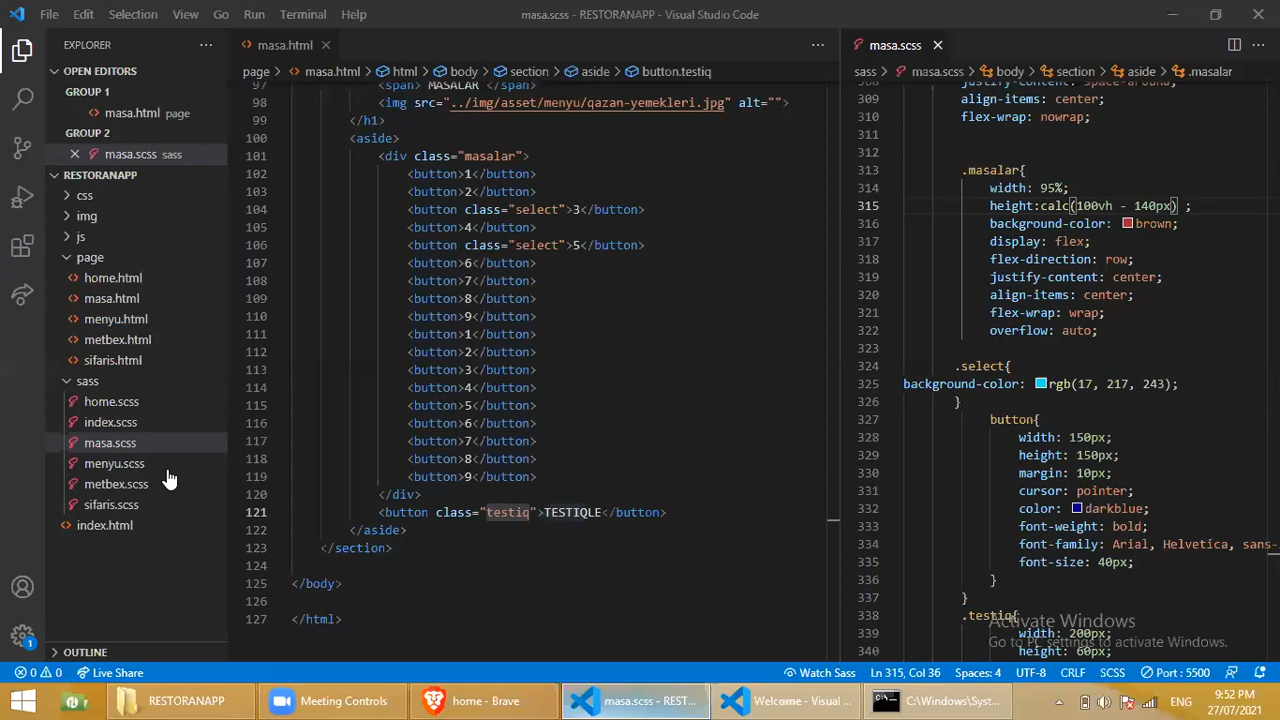 File Edit Selection View Go Run Terminal Help masa.scss - RESTORANAPP - Visual Studio Code
EXPLORER
OPEN EDITORS
GROUP 1
masa.html page
GROUP 2
masa.scss sass
RESTORANAPP
css
img
js
page
home.html
masa.html
menyu.html
metbex.html
sifaris.html
sass
home.scss
index.scss
masa.scss
menyu.scss
metbex.scss
sifaris.scss
index.html
OUTLINE
masa.html
page > masa.html > html > body > section > aside > button.testiq
97 <span> MASALAR </span>
98 <img src="../img/asset/menyu/qazan-yemekleri.jpg" alt="">
99 </h1>
100 <aside>
101 <div class="masalar">
102 <button>1</button>
103 <button>2</button>
104 <button class="select">3</button>
105 <button>4</button>
106 <button class="select">5</button>
107 <button>6</button>
108 <button>7</button>
109 <button>8</button>
110 <button>9</button>
111 <button>1</button>
112 <button>2</button>
113 <button>3</button>
114 <button>4</button>
115 <button>5</button>
116 <button>6</button>
117 <button>7</button>
118 <button>8</button>
119 <button>9</button>
120 </div>
121 <button class="testiq">TESTIQLE</button>
122 </aside>
123 </section>
124
125 </body>
126
127 </html>
masa.scss
sass > masa.scss > body > section > aside > .masalar
308 justify-content: space-around;
309 align-items: center;
310 flex-wrap: nowrap;
311
312
313 .masalar{
314 width: 95%;
315 height:calc(100vh - 140px) ;
316 background-color: brown;
317 display: flex;
318 flex-direction: row;
319 justify-content: center;
320 align-items: center;
321 flex-wrap: wrap;
322 overflow: auto;
323
324 .select{
325 background-color: rgb(17, 217, 243);
326 }
327 button{
328 width: 150px;
329 height: 150px;
330 margin: 10px;
331 cursor: pointer;
332 color: darkblue;
333 font-weight: bold;
334 font-family: Arial, Helvetica, sans-
335 font-size: 40px;
336 }
337 }
338 .testiq{
339 width: 200px;
340 height: 60px;
Activate Windows
Go to PC settings to activate Windows.
0 0 Live Share Watch Sass Ln 315, Col 36 Spaces: 4 UTF-8 CRLF SCSS Port : 5500
1
RESTORANAPP Meeting Controls home - Brave masa.scss - REST... Welcome - Visual ... C:\Windows\Syst... ENG 9:52 PM
27/07/2021